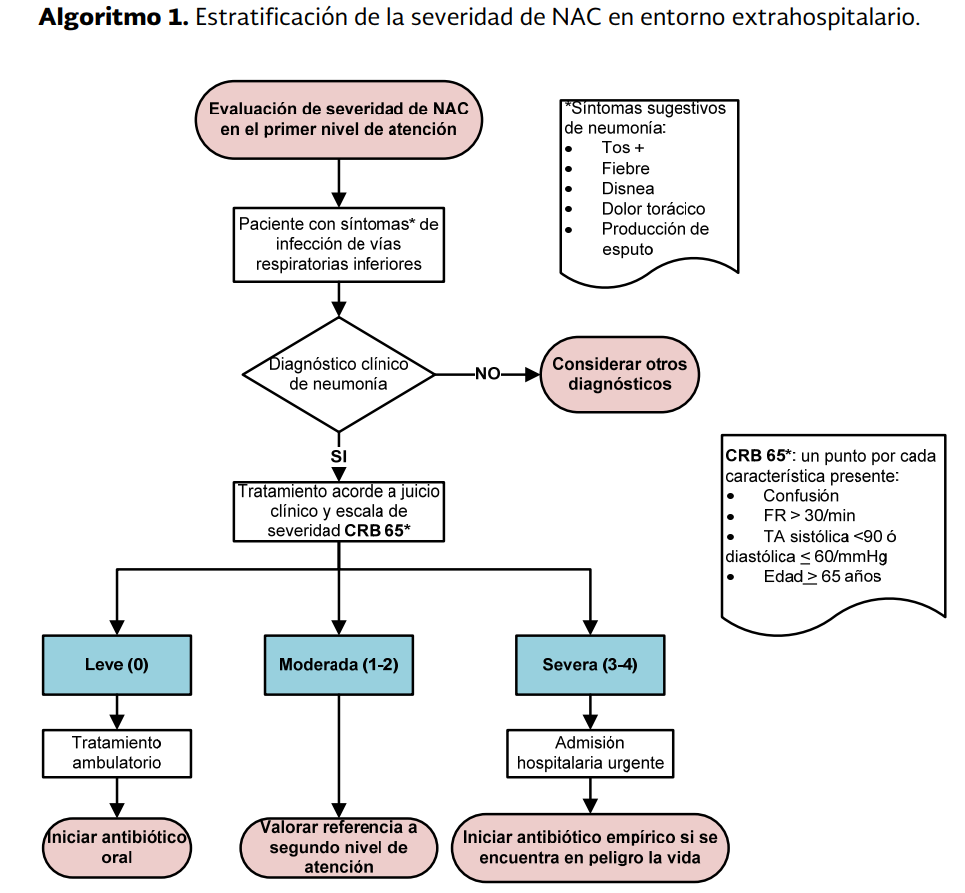 Algoritmo 1. Estratificación de la severidad de NAC en entorno extrahospitalario.
Evaluación de severidad de NAC
en el primer nivel de atención
*Síntomas sugestivos
de neumonía:
• Tos +
• Fiebre
• Disnea
• Dolor torácico
• Producción de
esputo
Paciente con síntomas* de
infección de vías
respiratorias inferiores
Diagnóstico clínico
de neumonía
NO
Considerar otros
diagnósticos
SI
CRB 65*: un punto por cada
característica presente:
• Confusión
• FR > 30/min
• TA sistólica <90 ó
diastólica ≤ 60/mmHg
• Edad ≥ 65 años
Tratamiento acorde a juicio
clínico y escala de
severidad CRB 65*
Leve (0)
Moderada (1-2)
Severa (3-4)
Tratamiento
ambulatorio
Admisión
hospitalaria urgente
Iniciar antibiótico
oral
Valorar referencia a
segundo nivel de
atención
Iniciar antibiótico empírico si se
encuentra en peligro la vida